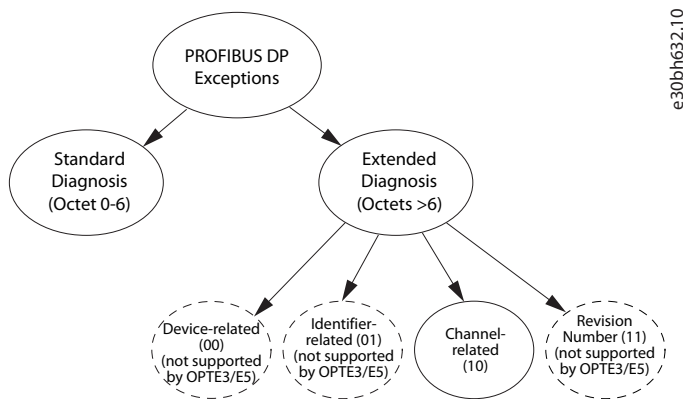 PROFIBUS DP
Exceptions
e30bh632.10
Standard
Diagnosis
(Octet 0-6)
Extended
Diagnosis
(Octets >6)
Device-related
(00)
(not supported
by OPTE3/E5)
Identifier-
related (01)
(not supported
by OPTE3/E5)
Channel-
related
(10)
Revision
Number (11)
(not supported
by OPTE3/E5)